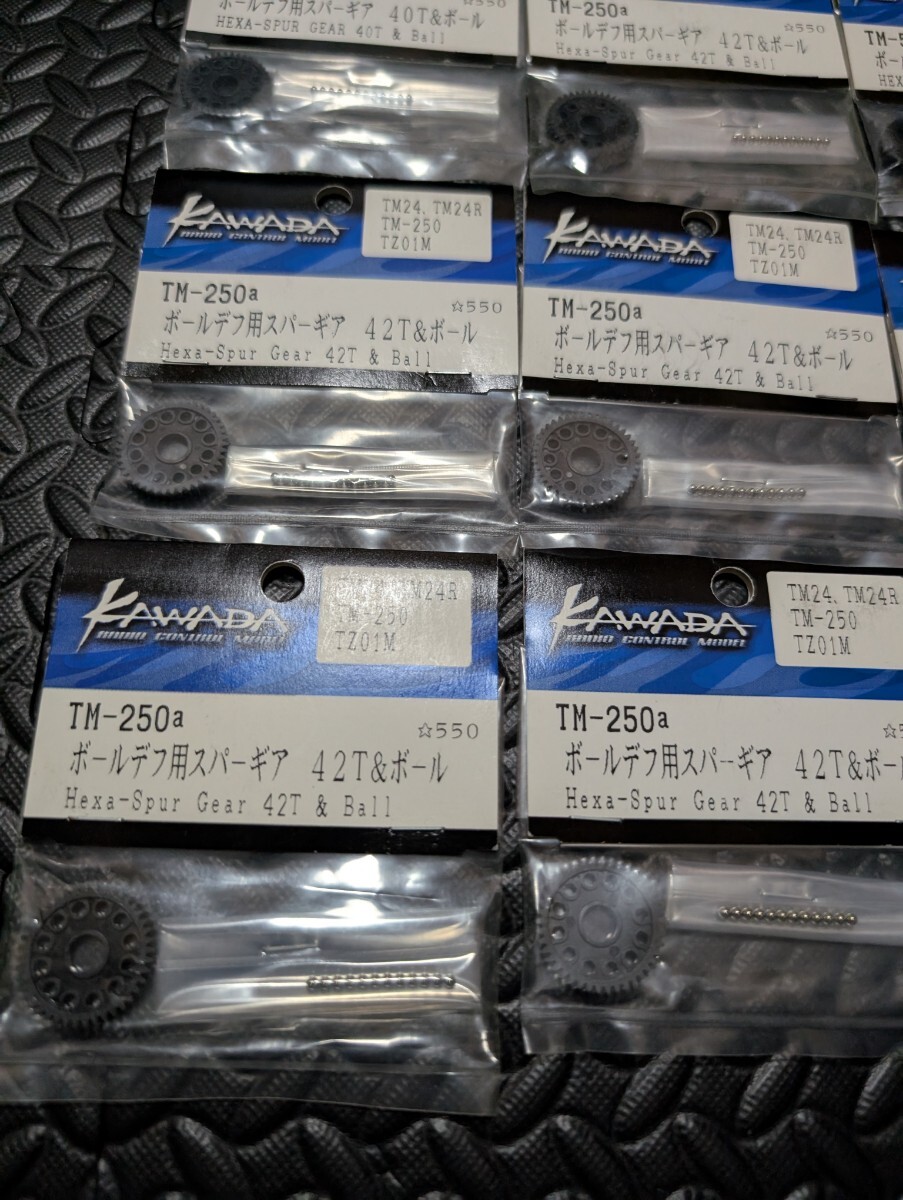 ボールデフ用スパーギア 40T&ボール
☆550
HEXA-SPUR GEAR 40T & Ball
TM-250a
☆550
ボールデフ用スパーギア 42T&ボール
Hexa-Spur Gear 42T & Ball
KAWADA
RADIO CONTROL MODEL
TM24、TM24R
TM-250
TZ01M
TM-250a
☆550
ボールデフ用スパーギア 42T&ボール
Hexa-Spur Gear 42T & Ball
KAWADA
RADIO CONTROL MODEL
TM24、TM24R
TM-250
TZ01M
TM-250a
☆550
ボールデフ用スパーギア 42T&ボール
Hexa-Spur Gear 42T & Ball
KAWADA
RADIO CONTROL MODEL
TM24、TM24R
TM-250
TZ01M
TM-250a
☆550
ボールデフ用スパーギア 42T&ボール
Hexa-Spur Gear 42T & Ball
KAWADA
RADIO CONTROL MODEL
TM24、TM24R
TM-250
TZ01M
TM-250a
ボールデフ用スパーギア 42T&ボー
Hexa-Spur Gear 42T & Ball